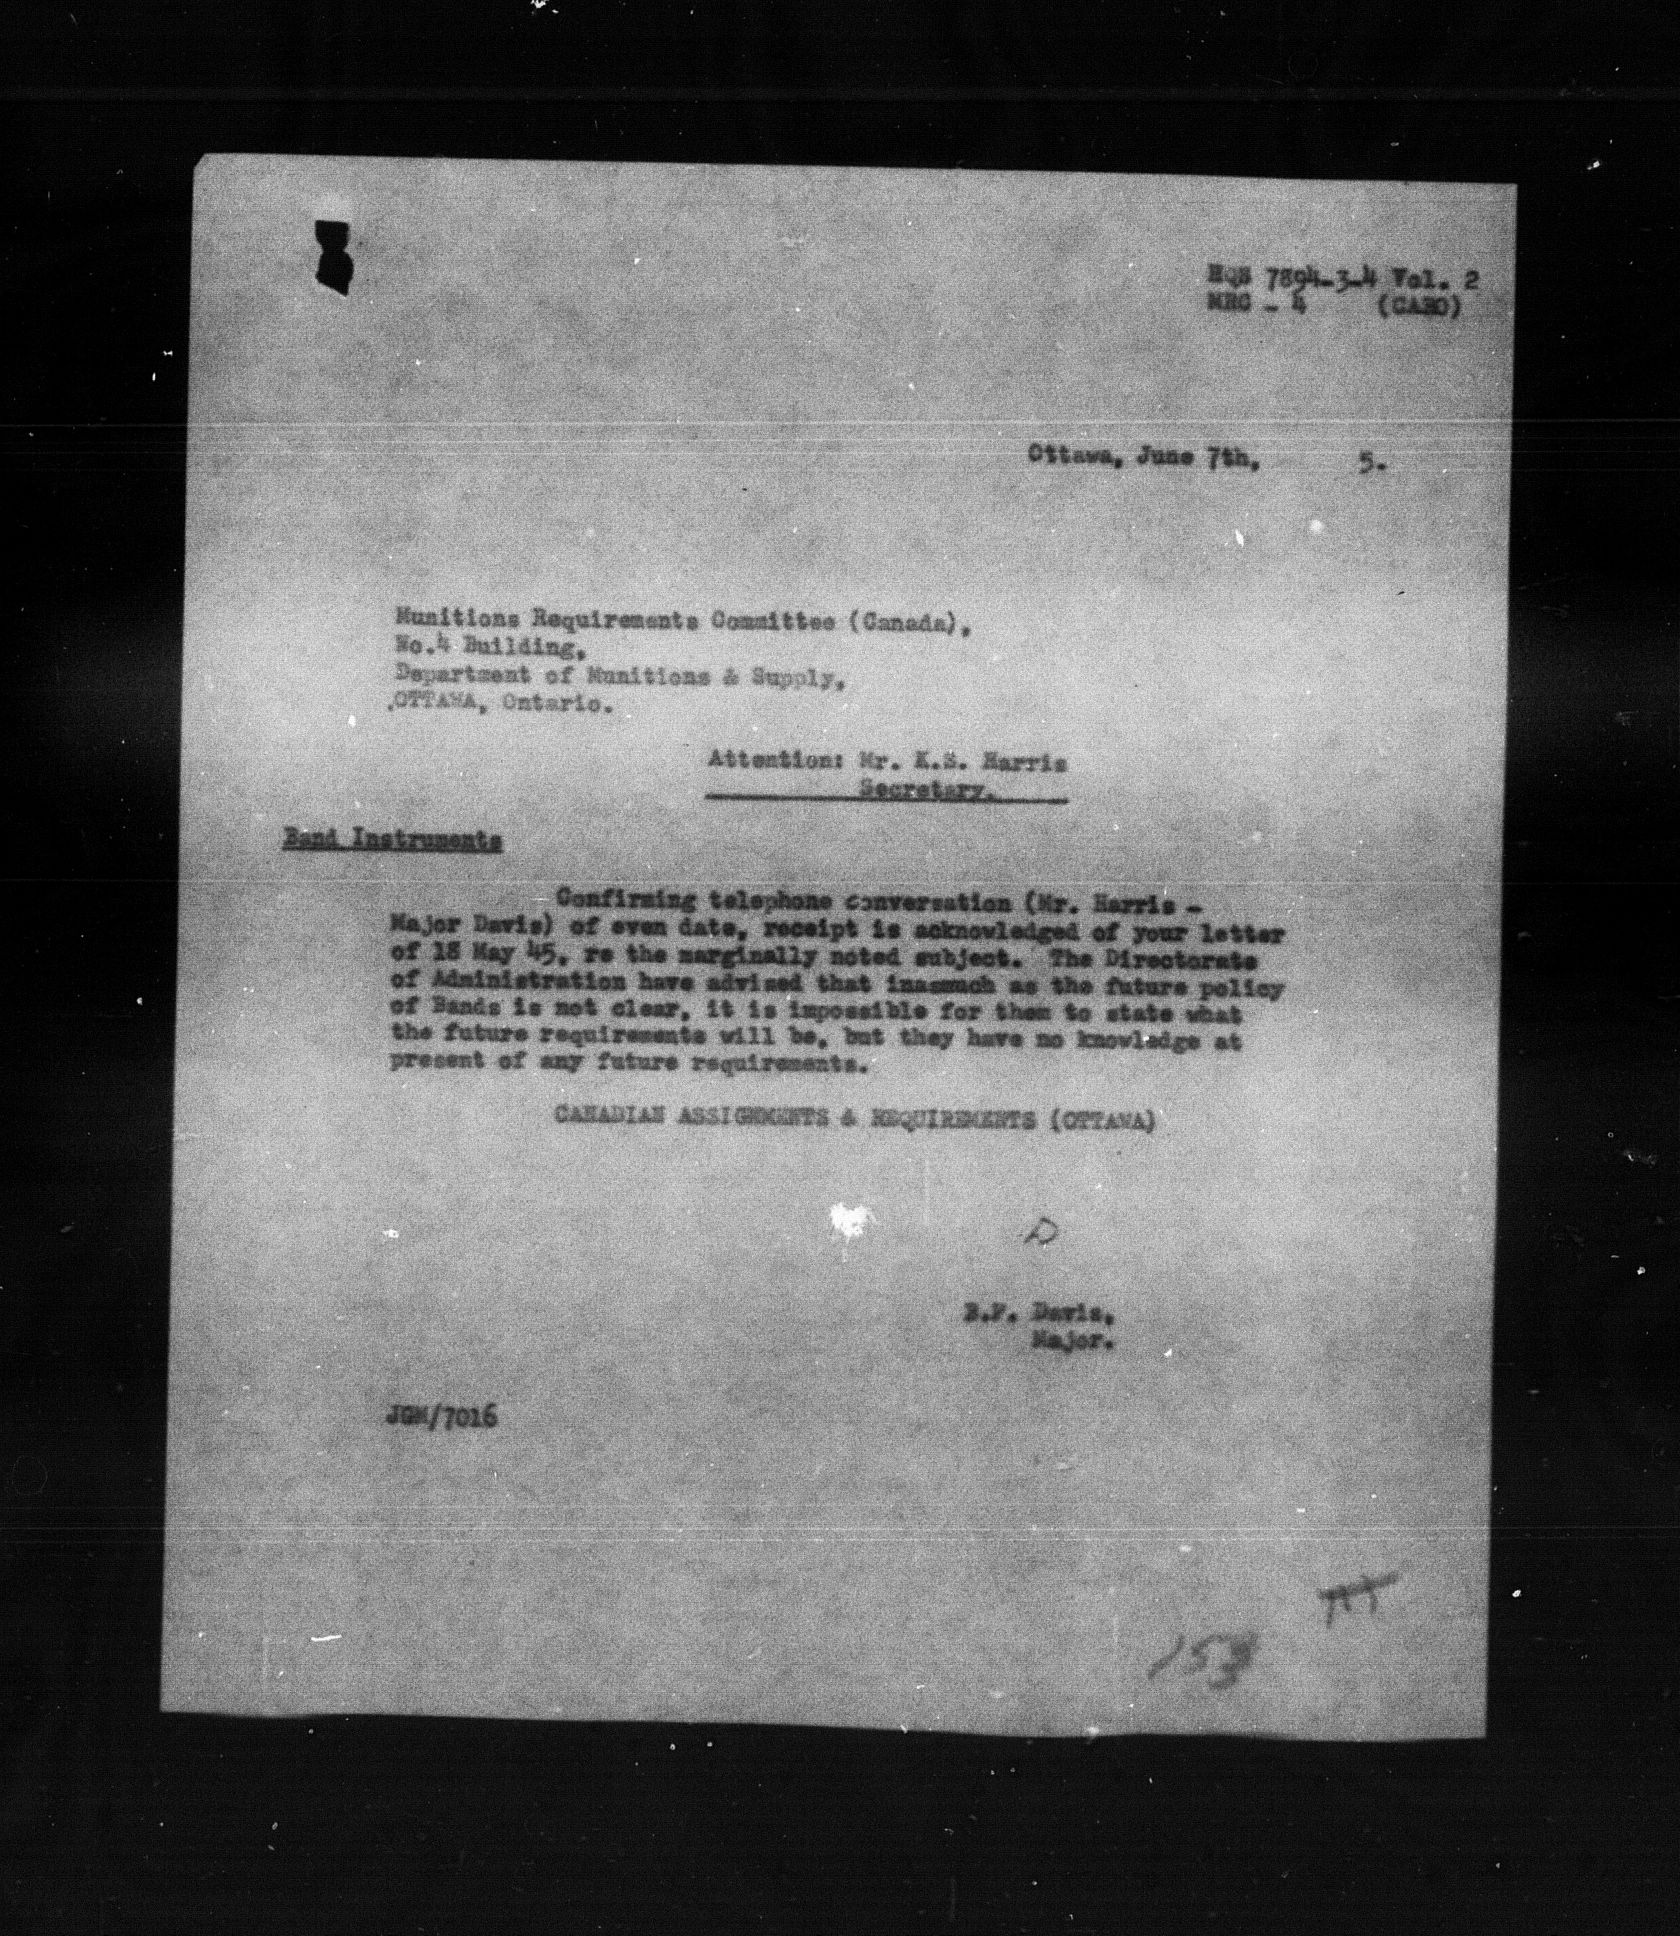 HQS 7894-3-4 Vol. 2
MRC - 4 (CARO)
Ottawa, June 7th, 5.
Munitions Requirements Committee (Canada),
No.4 Building,
Department of Munitions & Supply,
OTTAWA, Ontario.
Attention: Mr. K.S. Harris
Secretary.
Band Instruments
Confirming telephone conversation (Mr. Harris -
Major Davis) of even date, receipt is acknowledged of your letter
of 18 May 45, re the marginally noted subject. The Directorate
of Administration have advised that inasmuch as the future policy
of Bands is not clear, it is impossible for them to state what
the future requirements will be, but they have no knowledge at
present of any future requirements.
CANADIAN ASSIGNMENTS & REQUIREMENTS (OTTAWA)
D
B.F. Davis,
Major.
JGM/7016
153